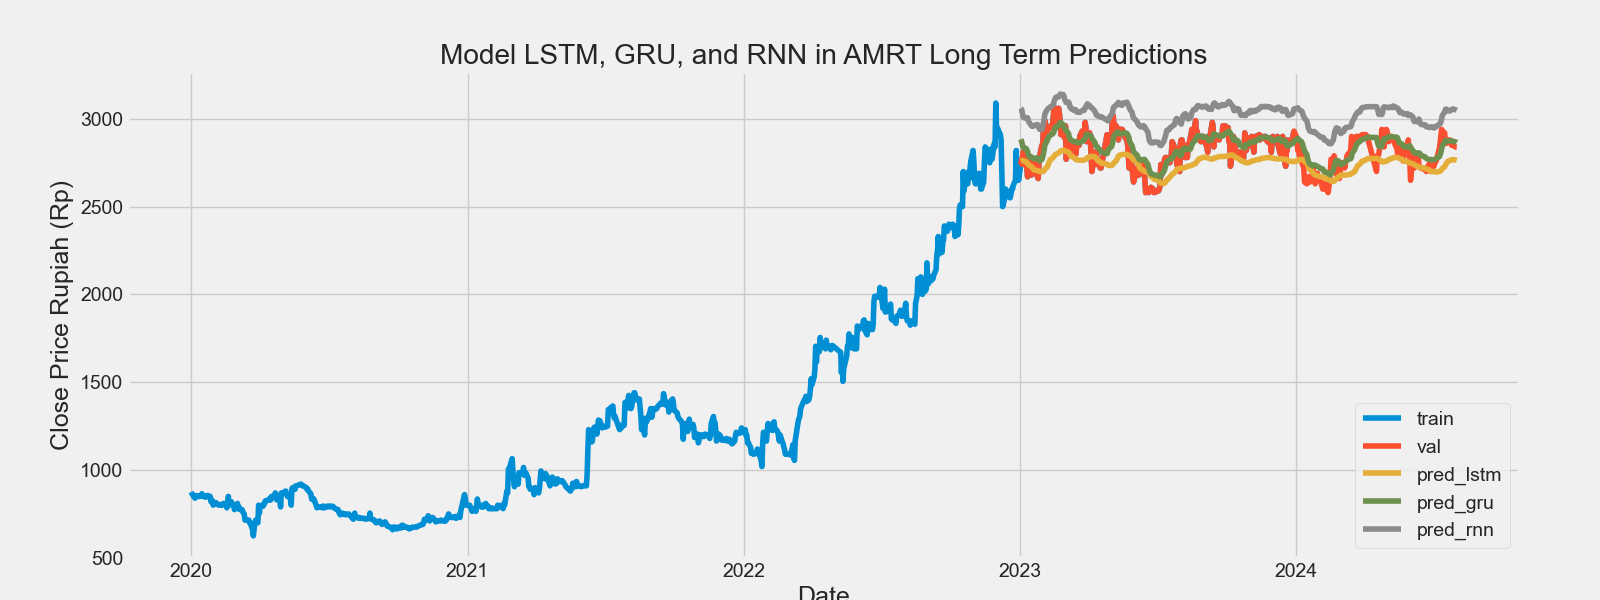 Model LSTM, GRU, and RNN in AMRT Long Term Predictions
Close Price Rupiah (Rp)
3000
2500
2000
1500
1000
500
2020
2021
2022
2023
2024
Date
train
val
pred_lstm
pred_gru
pred_rnn